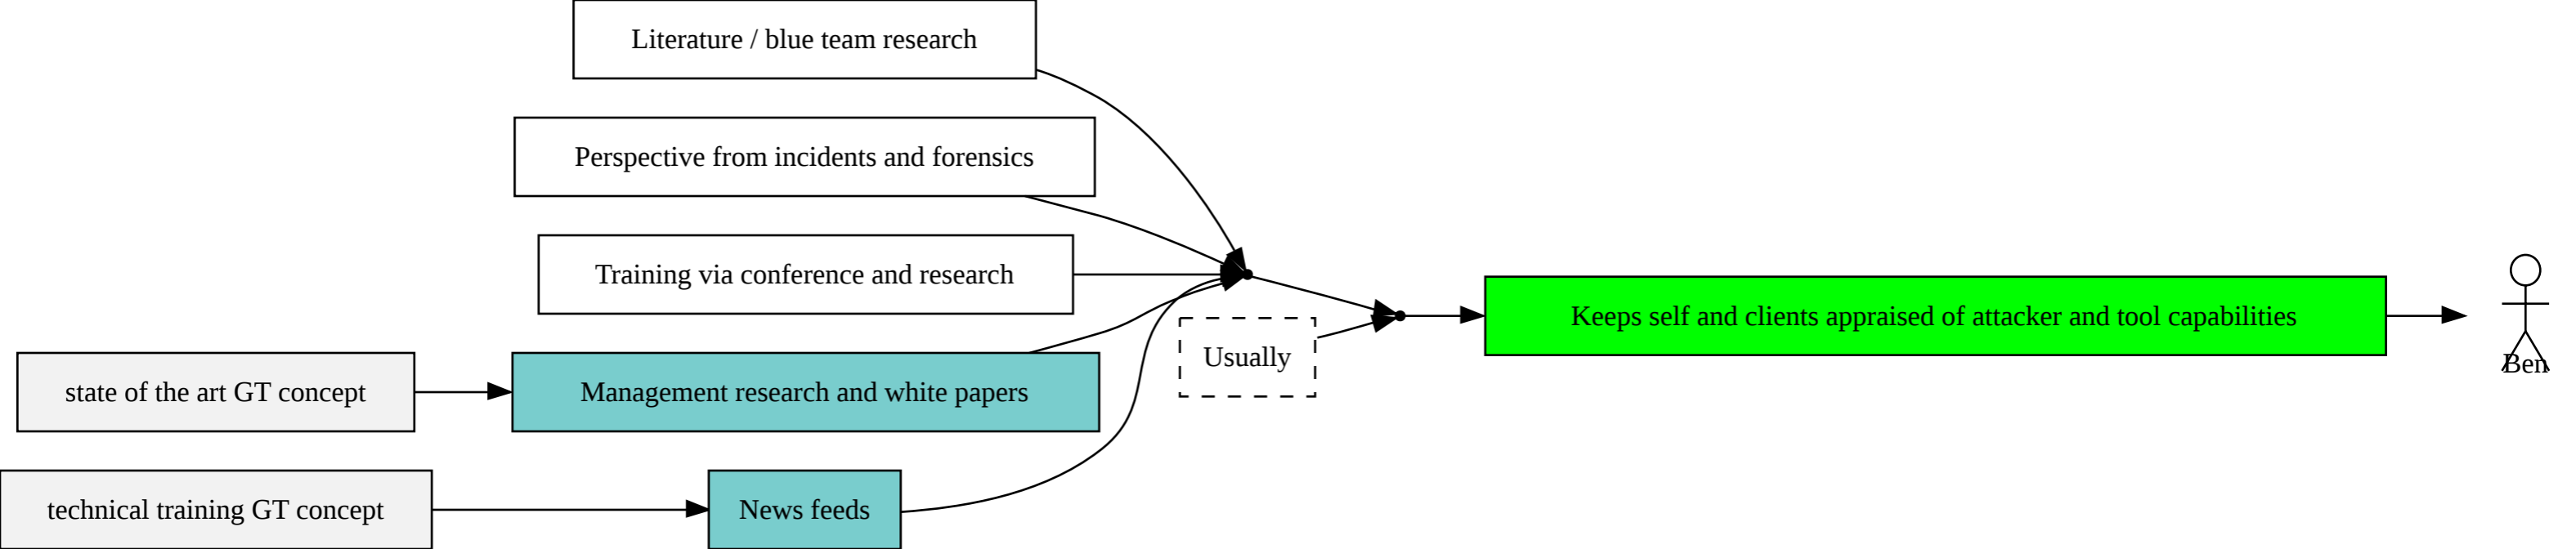 Literature / blue team research
Perspective from incidents and forensics
Training via conference and research
state of the art GT concept
Management research and white papers
technical training GT concept
News feeds
Usually
Keeps self and clients appraised of attacker and tool capabilities
Ben